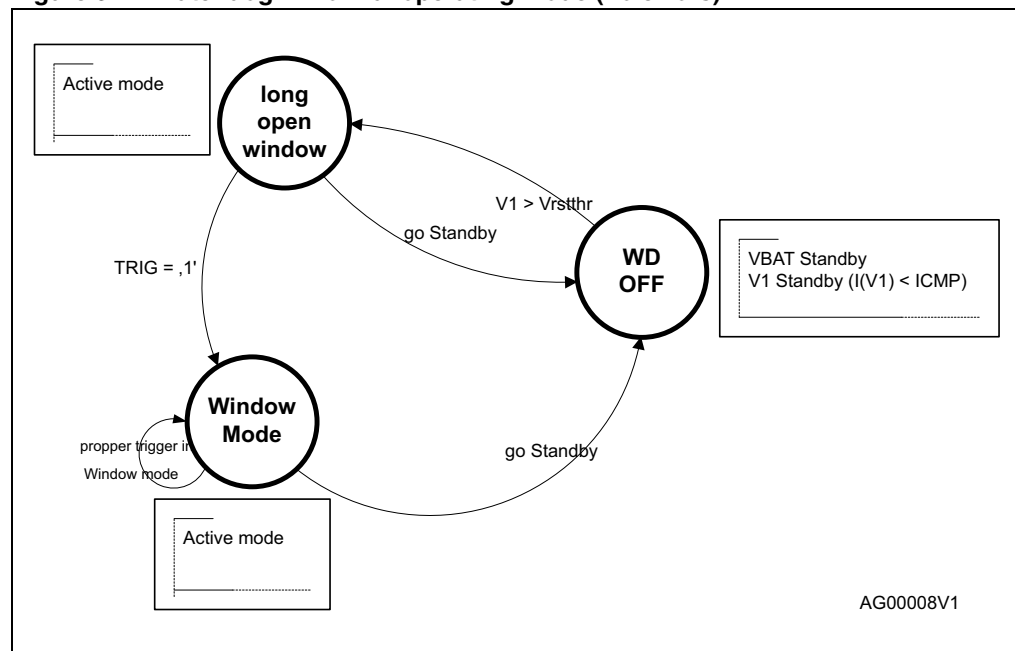 Active mode
long
open
window
V1 > Vrstthr
go Standby
WD
OFF
VBAT Standby
V1 Standby (I(V1) < ICMP)
TRIG = ‚1'
Window
Mode
propper trigger in
Window mode
go Standby
Active mode
AG00008V1